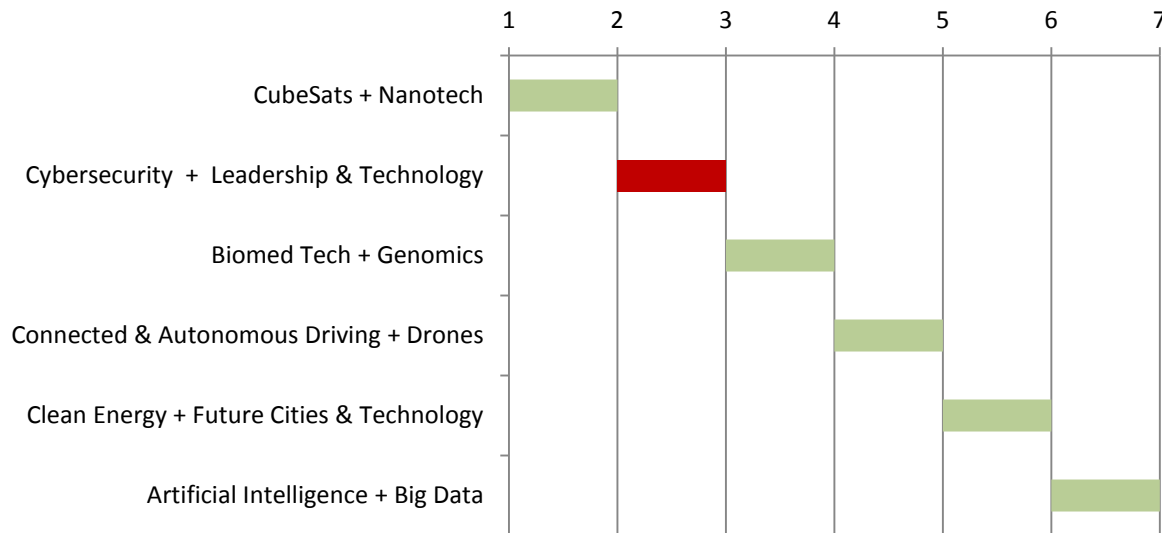 1 2 3 4 5 6 7
CubeSats + Nanotech
Cybersecurity + Leadership & Technology
Biomed Tech + Genomics
Connected & Autonomous Driving + Drones
Clean Energy + Future Cities & Technology
Artificial Intelligence + Big Data